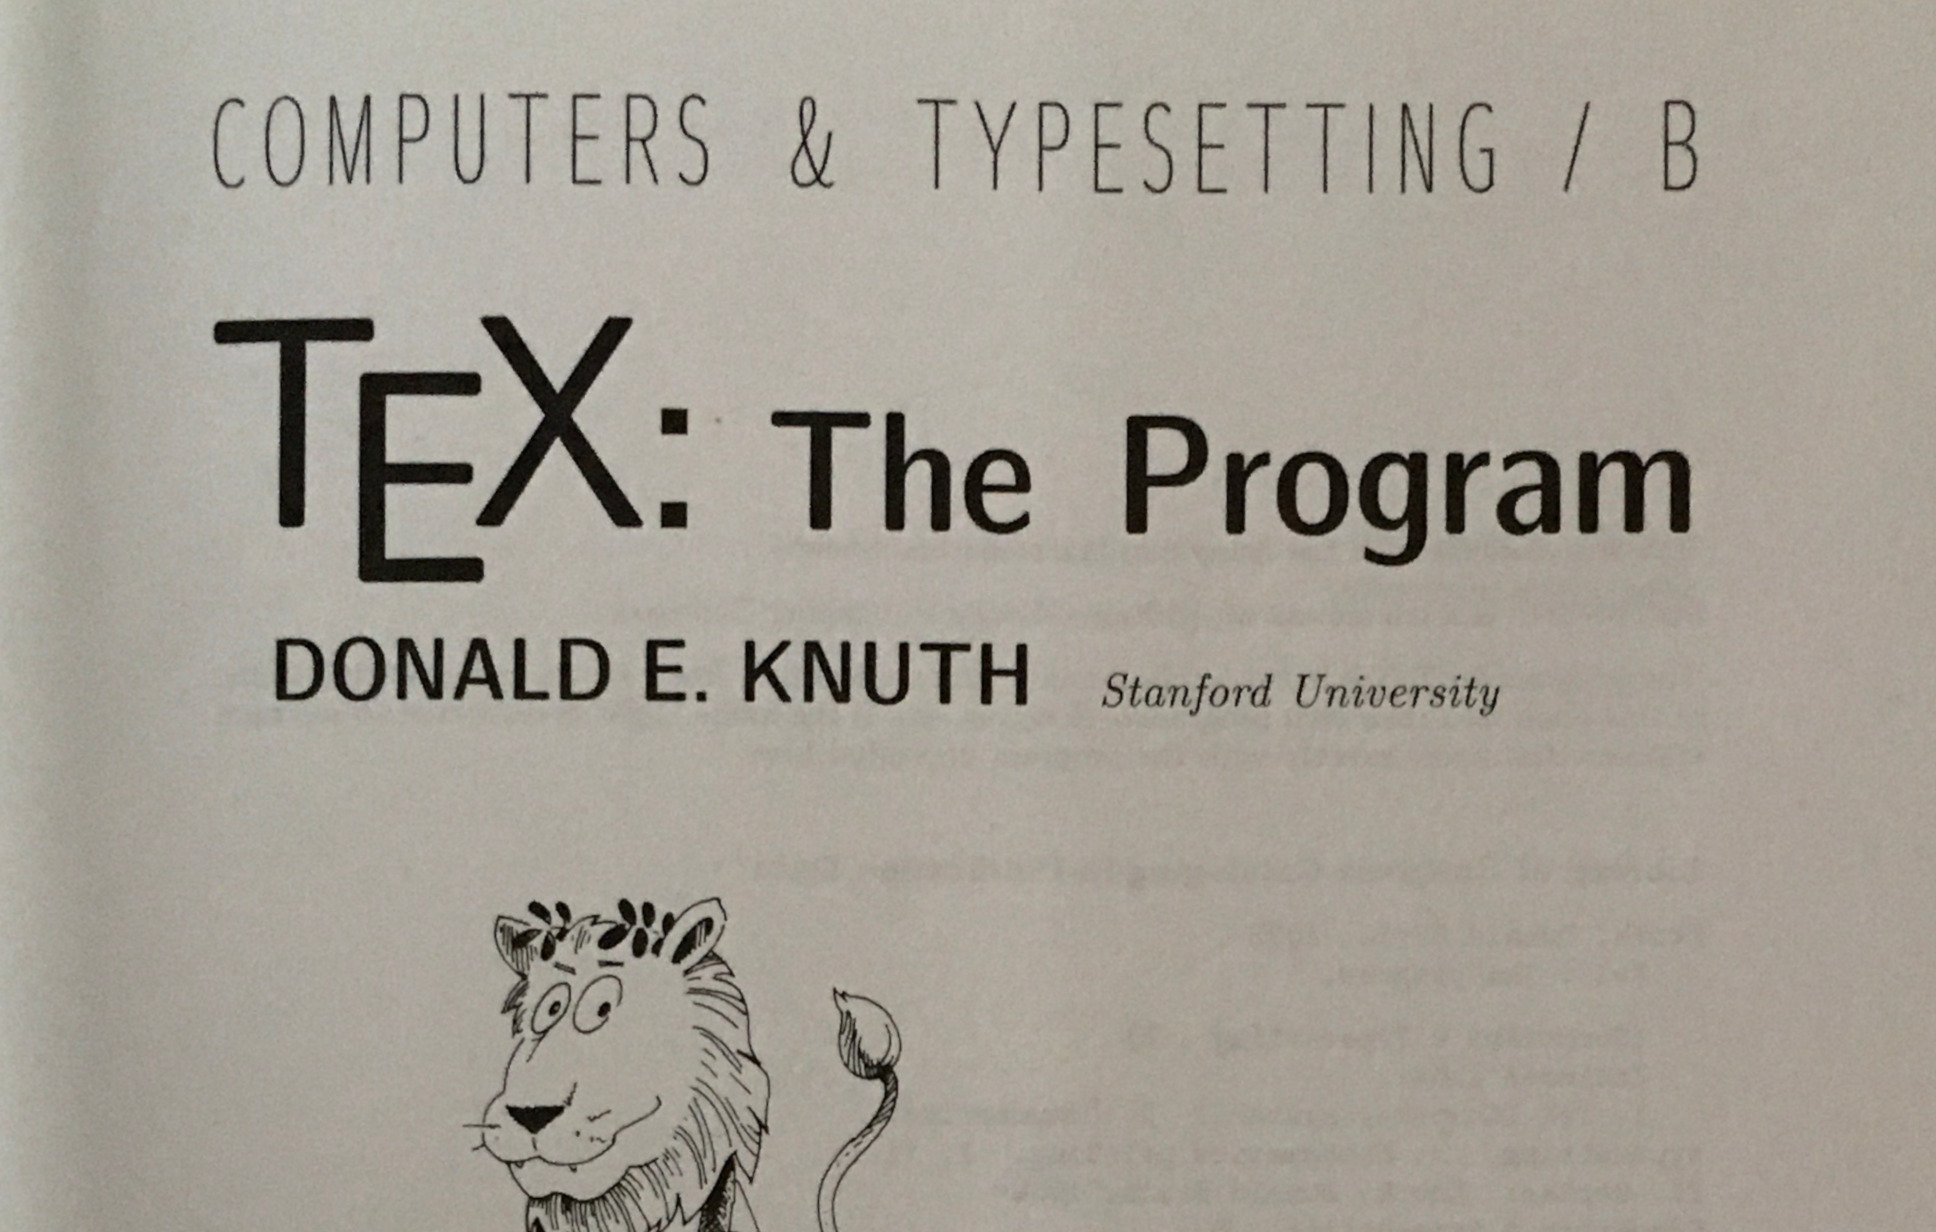 COMPUTERS & TYPESETTING / B
TEX: The Program
DONALD E. KNUTH Stanford University